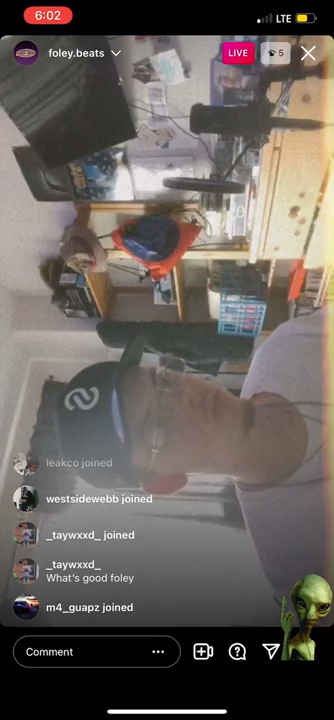 6:02
LTE
foley.beats
LIVE
5
leakco joined
westsidewebb joined
_taywxxd_ joined
_taywxxd_
What's good foley
m4_guapz joined
Comment